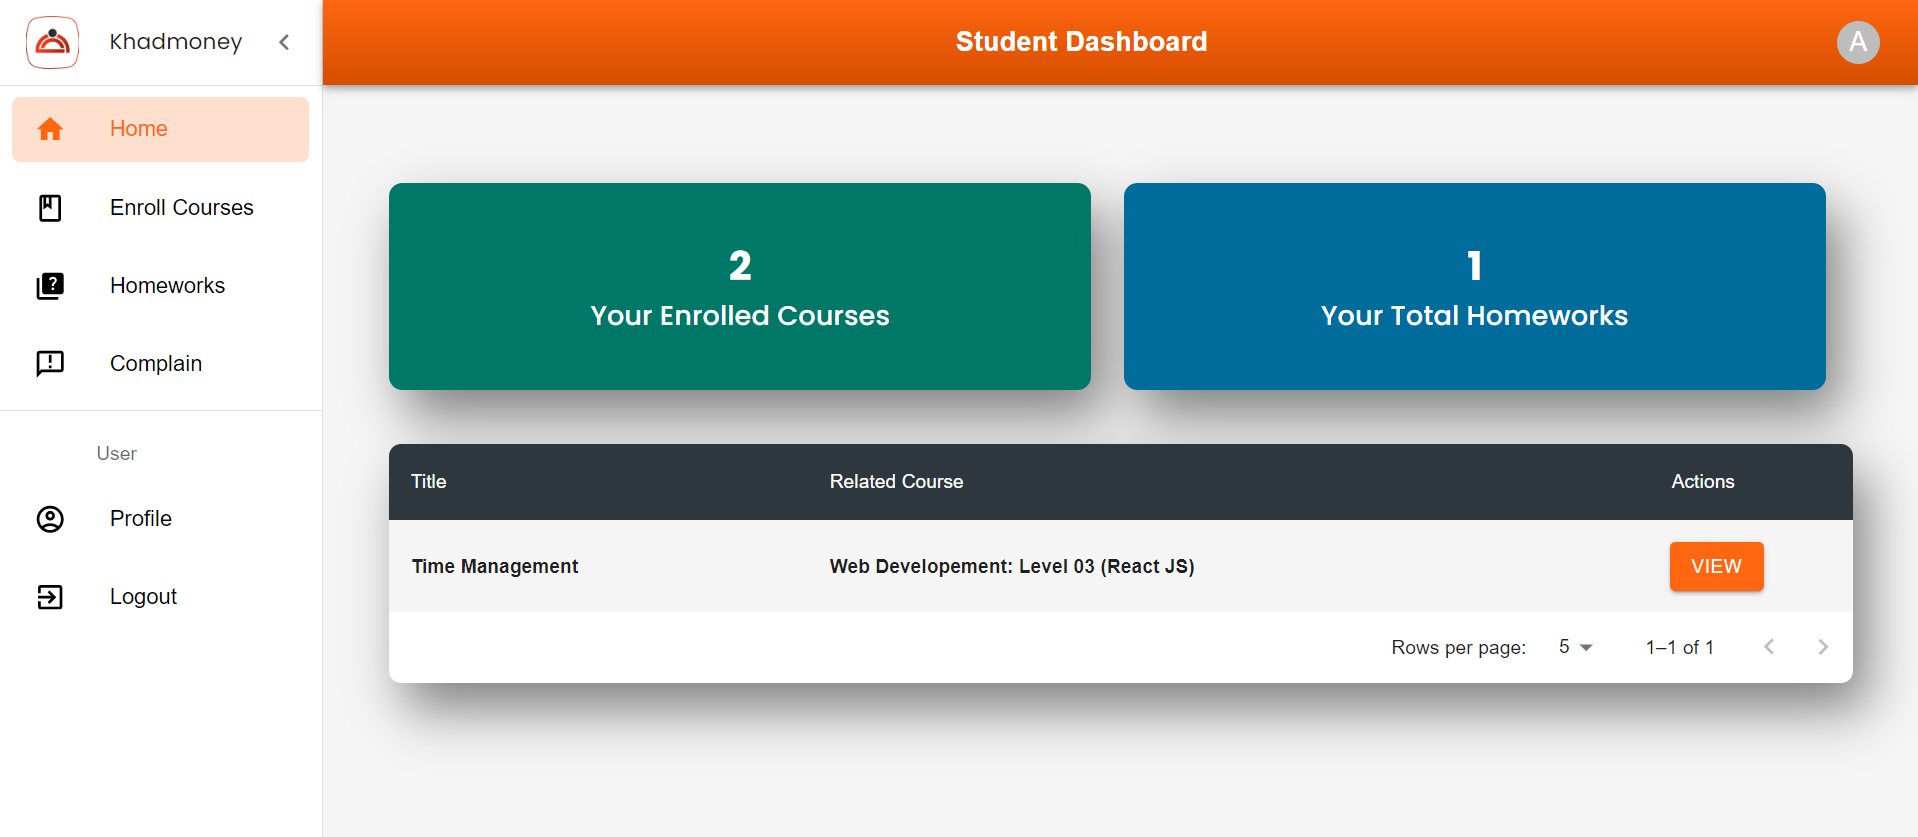 Khadmoney
Student Dashboard
A
Home
Enroll Courses
Homeworks
Complain
User
Profile
Logout
2
Your Enrolled Courses
1
Your Total Homeworks
Title Related Course Actions
Time Management Web Developement: Level 03 (React JS) VIEW
Rows per page: 5 1–1 of 1